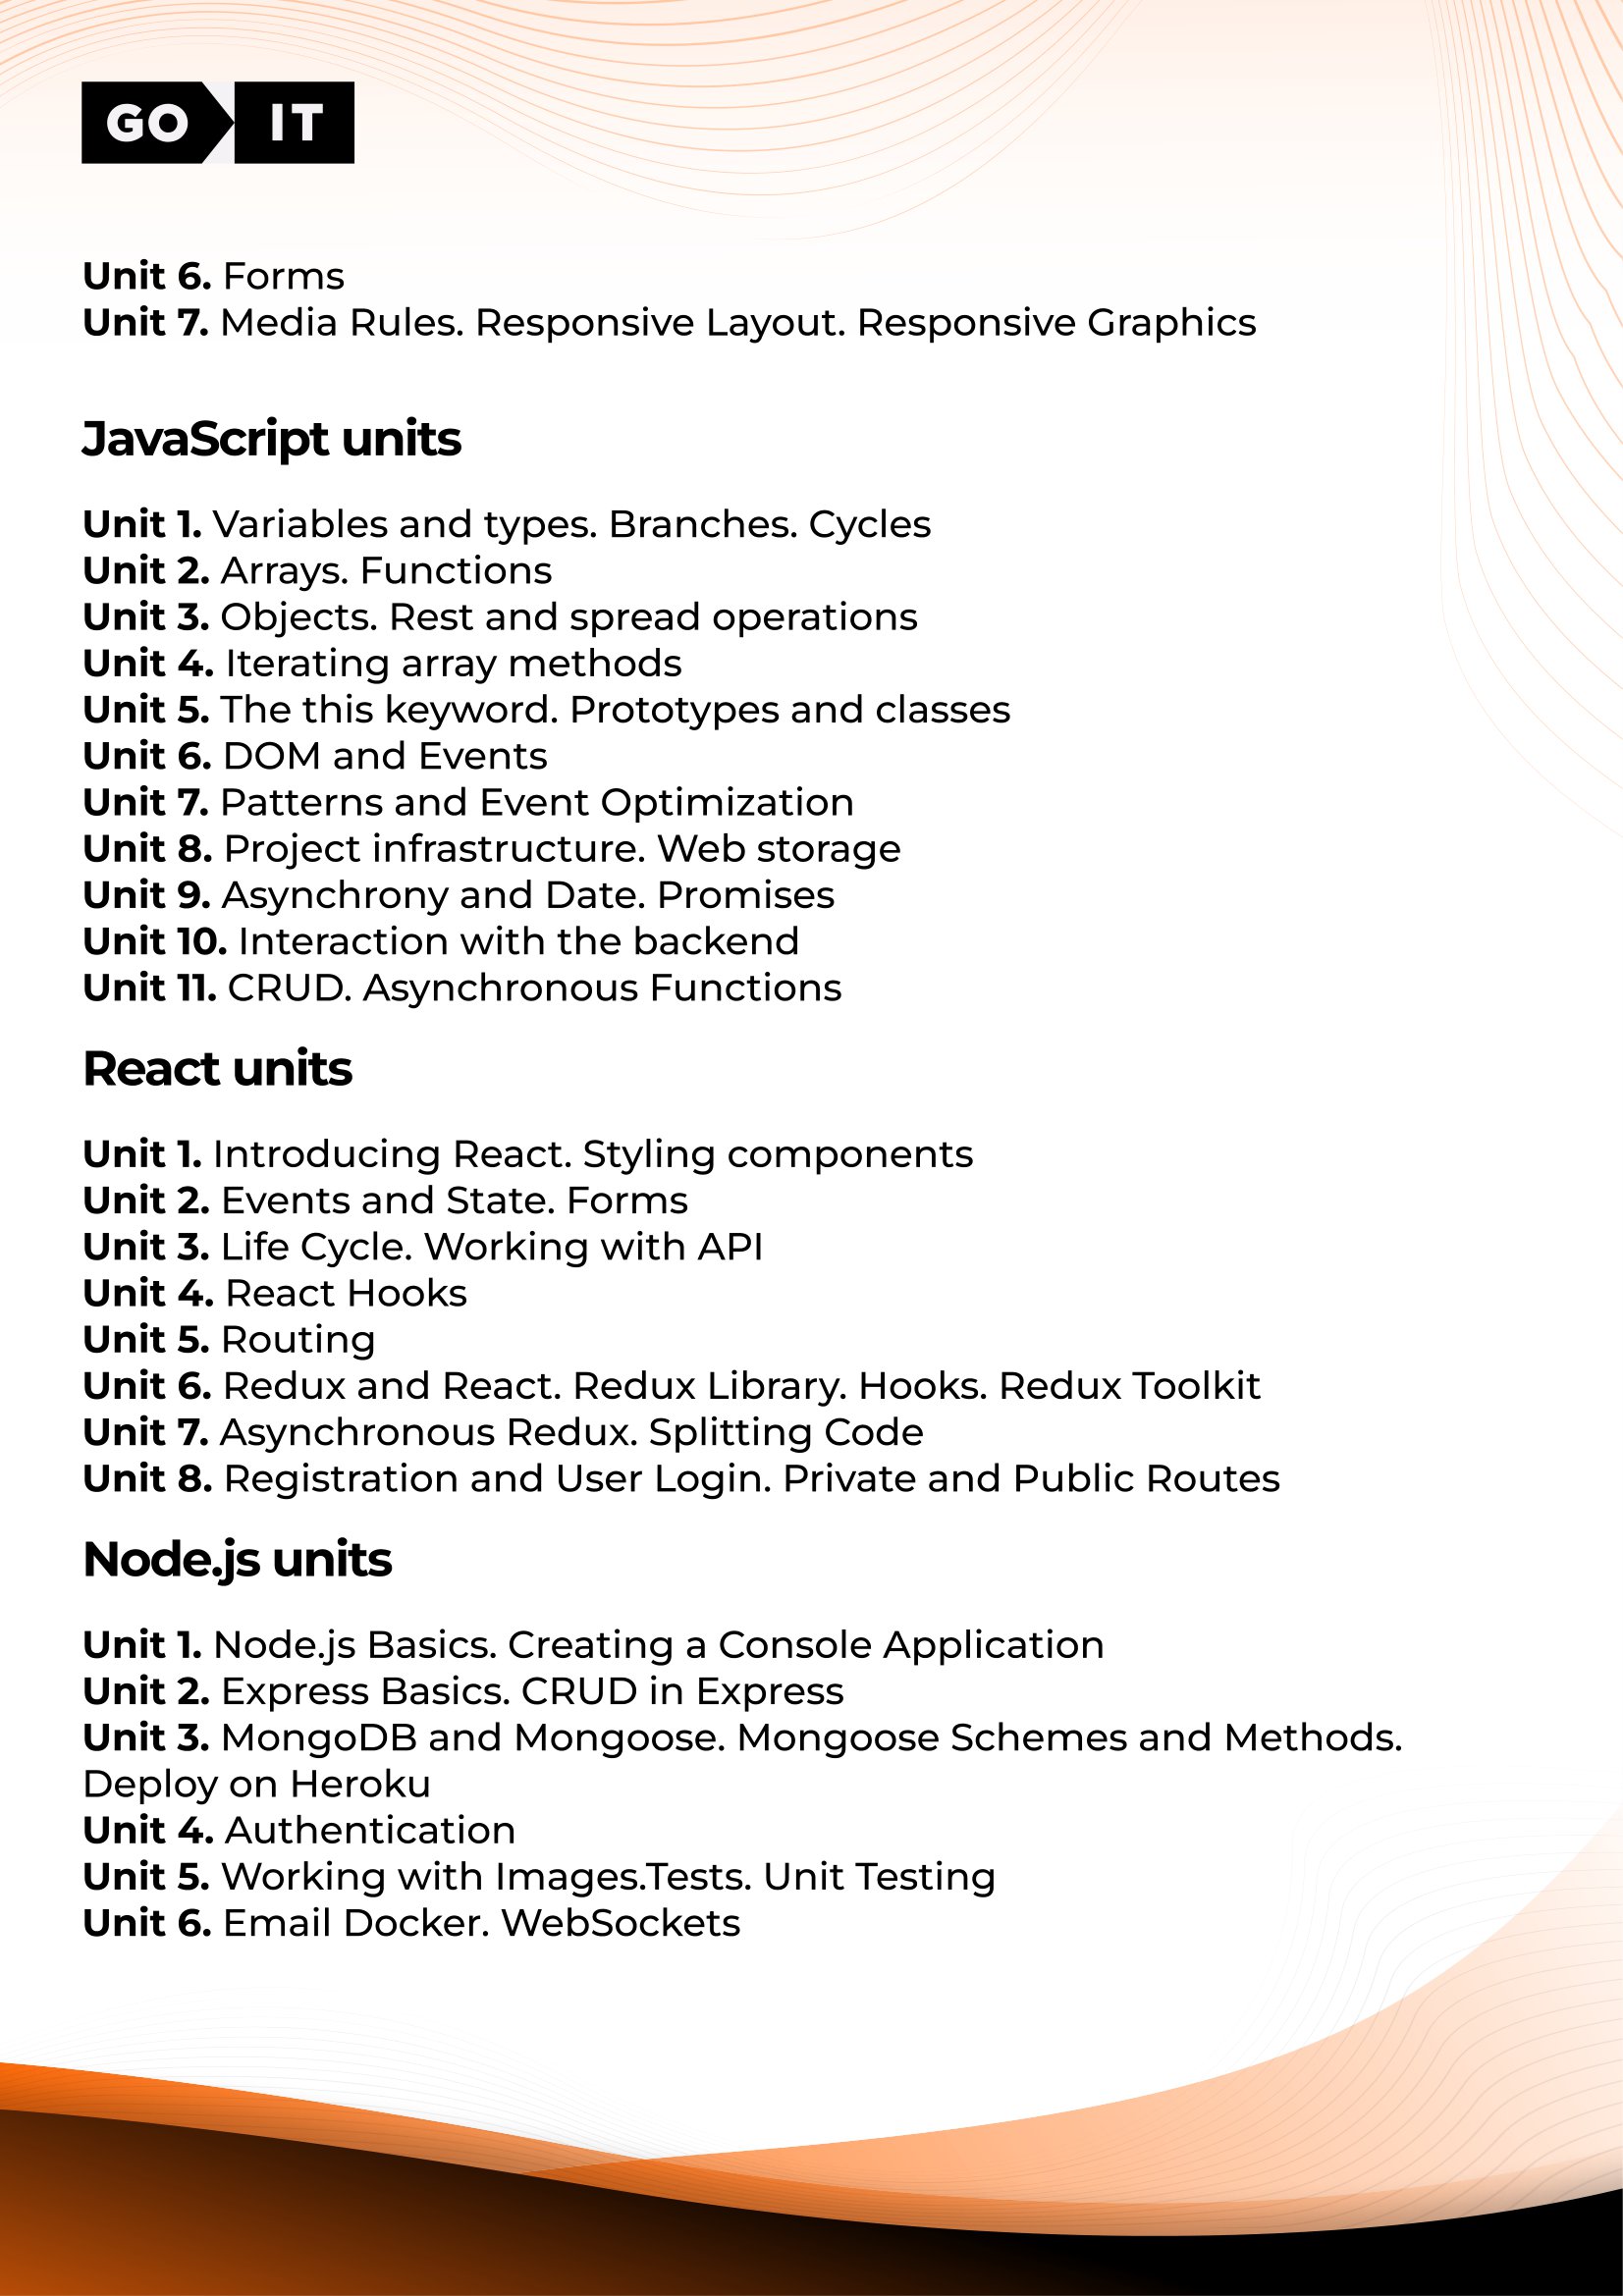 GO IT
Unit 6. Forms
Unit 7. Media Rules. Responsive Layout. Responsive Graphics
JavaScript units
Unit 1. Variables and types. Branches. Cycles
Unit 2. Arrays. Functions
Unit 3. Objects. Rest and spread operations
Unit 4. Iterating array methods
Unit 5. The this keyword. Prototypes and classes
Unit 6. DOM and Events
Unit 7. Patterns and Event Optimization
Unit 8. Project infrastructure. Web storage
Unit 9. Asynchrony and Date. Promises
Unit 10. Interaction with the backend
Unit 11. CRUD. Asynchronous Functions
React units
Unit 1. Introducing React. Styling components
Unit 2. Events and State. Forms
Unit 3. Life Cycle. Working with API
Unit 4. React Hooks
Unit 5. Routing
Unit 6. Redux and React. Redux Library. Hooks. Redux Toolkit
Unit 7. Asynchronous Redux. Splitting Code
Unit 8. Registration and User Login. Private and Public Routes
Node.js units
Unit 1. Node.js Basics. Creating a Console Application
Unit 2. Express Basics. CRUD in Express
Unit 3. MongoDB and Mongoose. Mongoose Schemes and Methods.
Deploy on Heroku
Unit 4. Authentication
Unit 5. Working with Images.Tests. Unit Testing
Unit 6. Email Docker. WebSockets